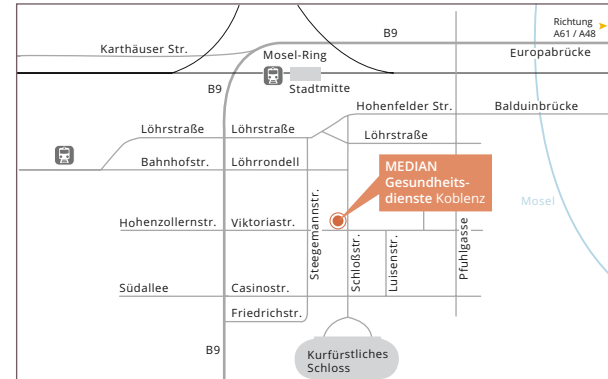 Richtung
A61 / A48
B9
Karthäuser Str.
Mosel-Ring
Europabrücke
B9
Stadtmitte
Hohenfelder Str.
Balduinbrücke
Löhrstraße
Löhrstraße
Löhrstraße
Bahnhofstr.
Löhrrondell
MEDIAN
Gesundheits-
dienste Koblenz
Mosel
Hohenzollernstr.
Viktoriastr.
Steegemannstr.
Schloßstr.
Luisenstr.
Pfuhlgasse
Südallee
Casinostr.
Friedrichstr.
B9
Kurfürstliches
Schloss